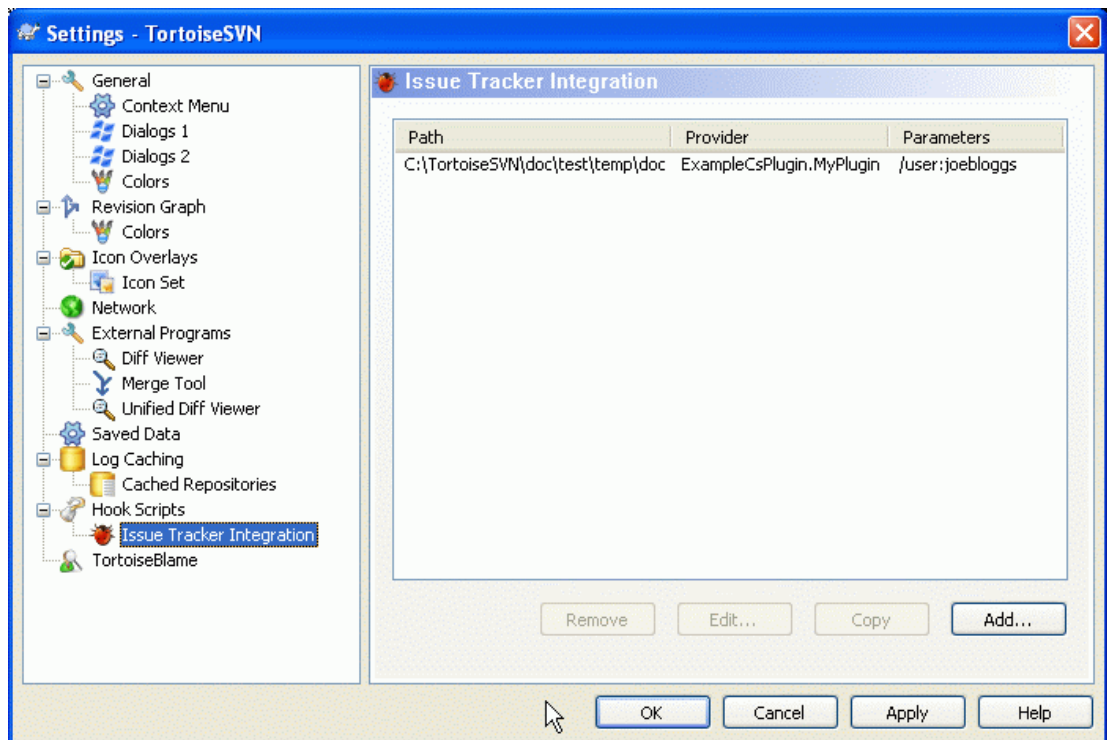 Settings - TortoiseSVN
General
Context Menu
Dialogs 1
Dialogs 2
Colors
Revision Graph
Colors
Icon Overlays
Icon Set
Network
External Programs
Diff Viewer
Merge Tool
Unified Diff Viewer
Saved Data
Log Caching
Cached Repositories
Hook Scripts
Issue Tracker Integration
TortoiseBlame
Issue Tracker Integration
Path Provider Parameters
C:\TortoiseSVN\doc\test\temp\doc ExampleCsPlugin.MyPlugin /user:joebloggs
Remove Edit... Copy Add...
OK Cancel Apply Help